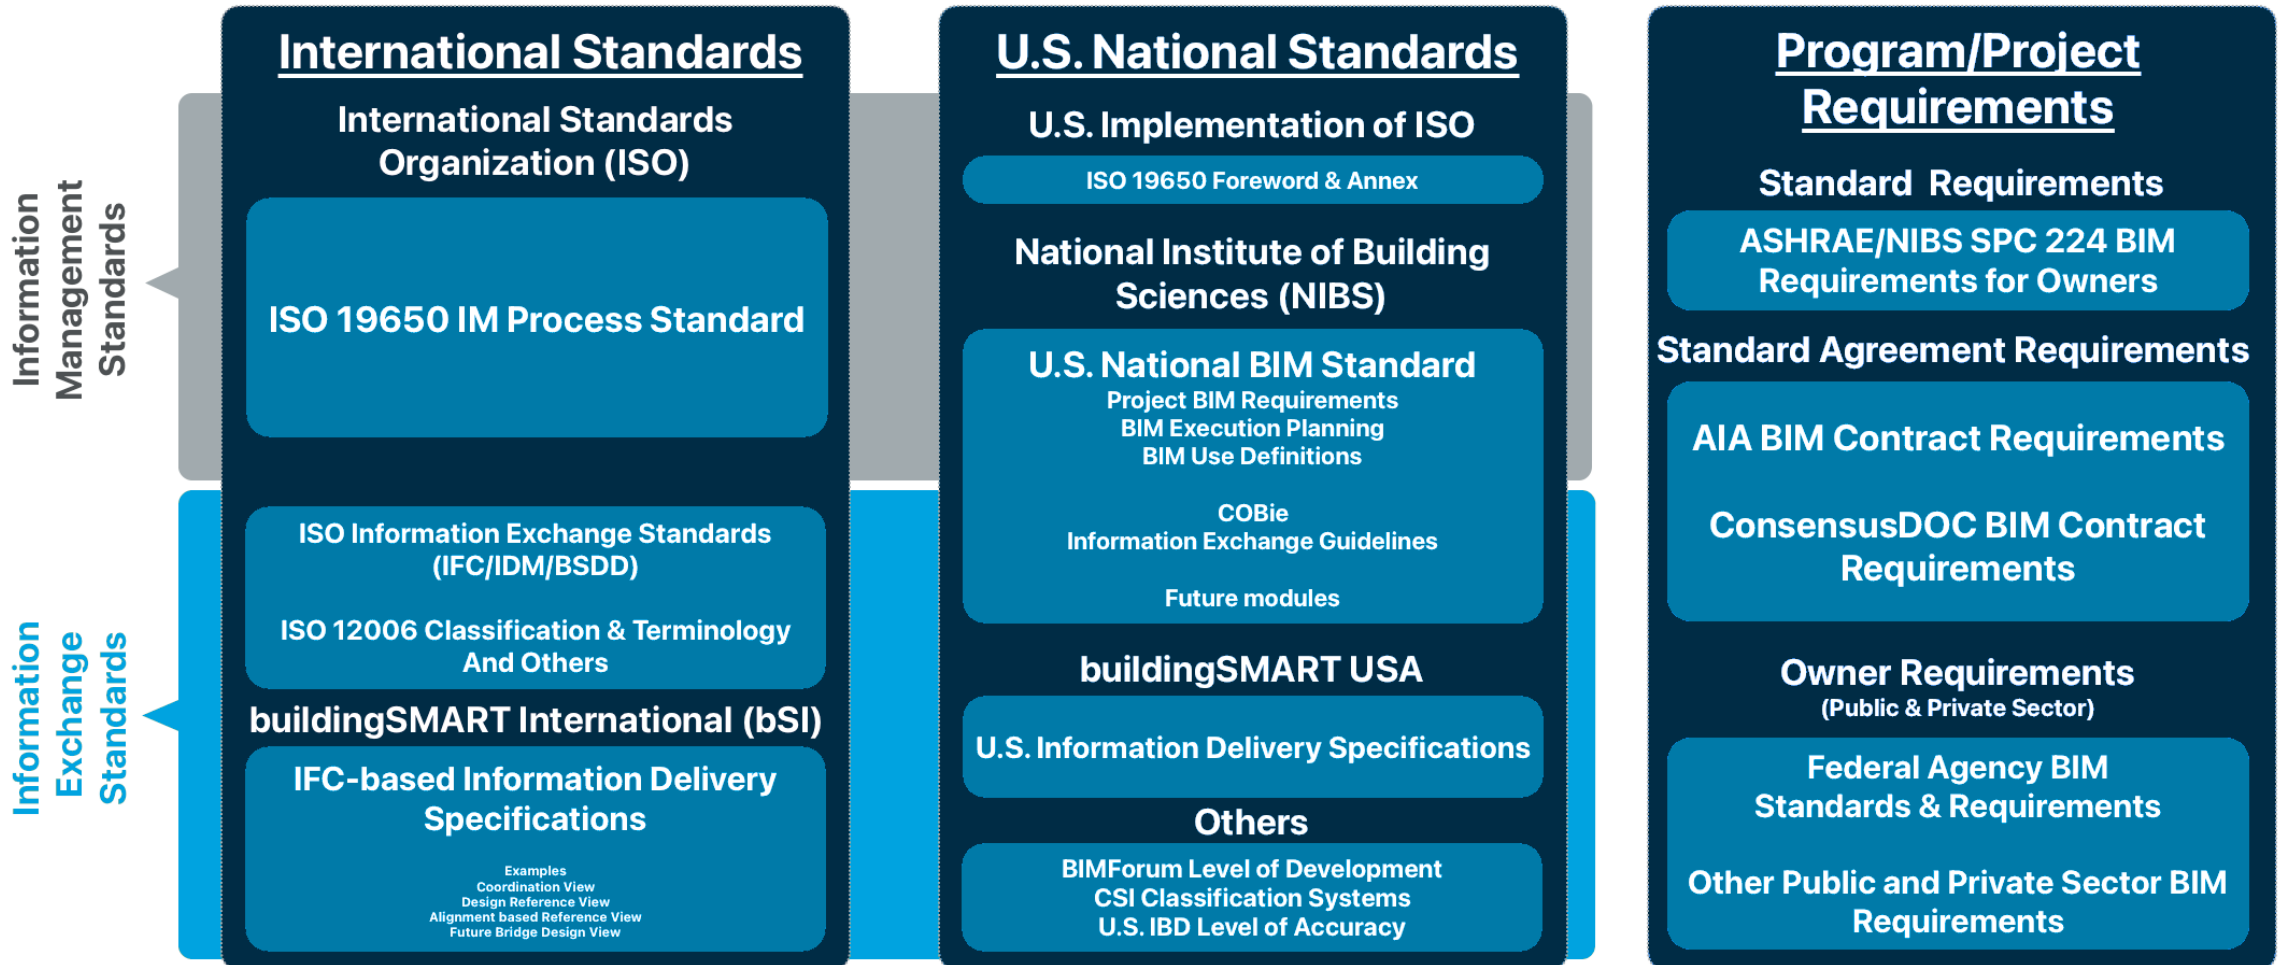 Information
Management
Standards
Information
Exchange
Standards
International Standards
International Standards
Organization (ISO)
ISO 19650 IM Process Standard
ISO Information Exchange Standards
(IFC/IDM/BSDD)
ISO 12006 Classification & Terminology
And Others
buildingSMART International (bSI)
IFC-based Information Delivery
Specifications
Examples
Coordination View
Design Reference View
Alignment based Reference View
Future Bridge Design View
U.S. National Standards
U.S. Implementation of ISO
ISO 19650 Foreword & Annex
National Institute of Building
Sciences (NIBS)
U.S. National BIM Standard
Project BIM Requirements
BIM Execution Planning
BIM Use Definitions
COBie
Information Exchange Guidelines
Future modules
buildingSMART USA
U.S. Information Delivery Specifications
Others
BIMForum Level of Development
CSI Classification Systems
U.S. IBD Level of Accuracy
Program/Project
Requirements
Standard Requirements
ASHRAE/NIBS SPC 224 BIM
Requirements for Owners
Standard Agreement Requirements
AIA BIM Contract Requirements
ConsensusDOC BIM Contract
Requirements
Owner Requirements
(Public & Private Sector)
Federal Agency BIM
Standards & Requirements
Other Public and Private Sector BIM
Requirements